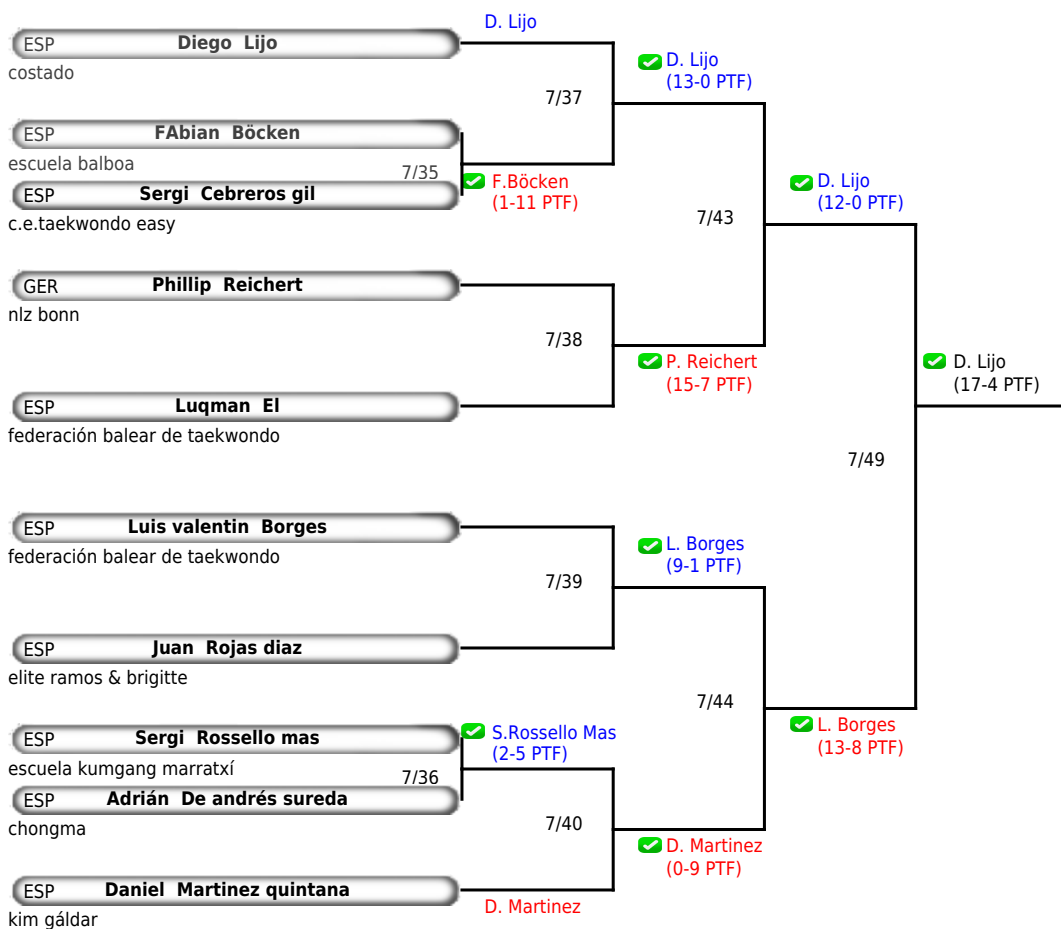 D. Lijo
ESP Diego Lijo
costado
D. Lijo
(13-0 PTF)
7/37
ESP FAbian Böcken
escuela balboa
7/35
F.Böcken
(1-11 PTF)
ESP Sergi Cebreros gil
c.e.taekwondo easy
D. Lijo
(12-0 PTF)
7/43
GER Phillip Reichert
nlz bonn
7/38
P. Reichert
(15-7 PTF)
D. Lijo
(17-4 PTF)
ESP Luqman El
federación balear de taekwondo
7/49
ESP Luis valentin Borges
federación balear de taekwondo
L. Borges
(9-1 PTF)
7/39
ESP Juan Rojas diaz
elite ramos & brigitte
7/44
L. Borges
(13-8 PTF)
ESP Sergi Rossello mas
escuela kumgang marratxí
S.Rossello Mas
(2-5 PTF)
7/36
ESP Adrián De andrés sureda
chongma
7/40
D. Martinez
(0-9 PTF)
ESP Daniel Martinez quintana
kim gáldar
D. Martinez